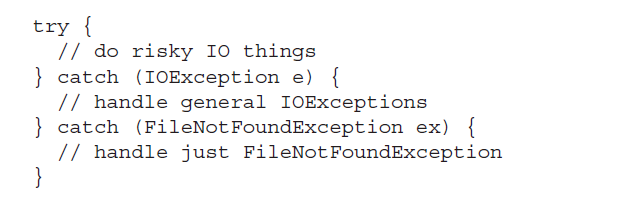 try {
  // do risky IO things
} catch (IOException e) {
  // handle general IOExceptions
} catch (FileNotFoundException ex) {
  // handle just FileNotFoundException
}